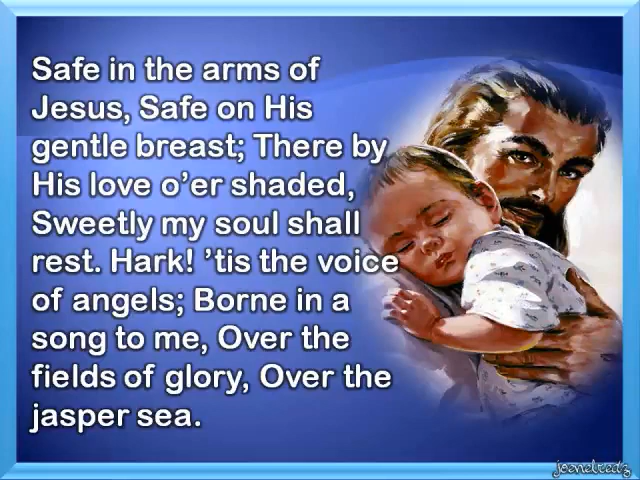 Safe in the arms of
Jesus, Safe on His
gentle breast; There by
His love o’er shaded,
Sweetly my soul shall
rest. Hark! ’tis the voice
of angels; Borne in a
song to me, Over the
fields of glory, Over the
jasper sea.
joenelreedz